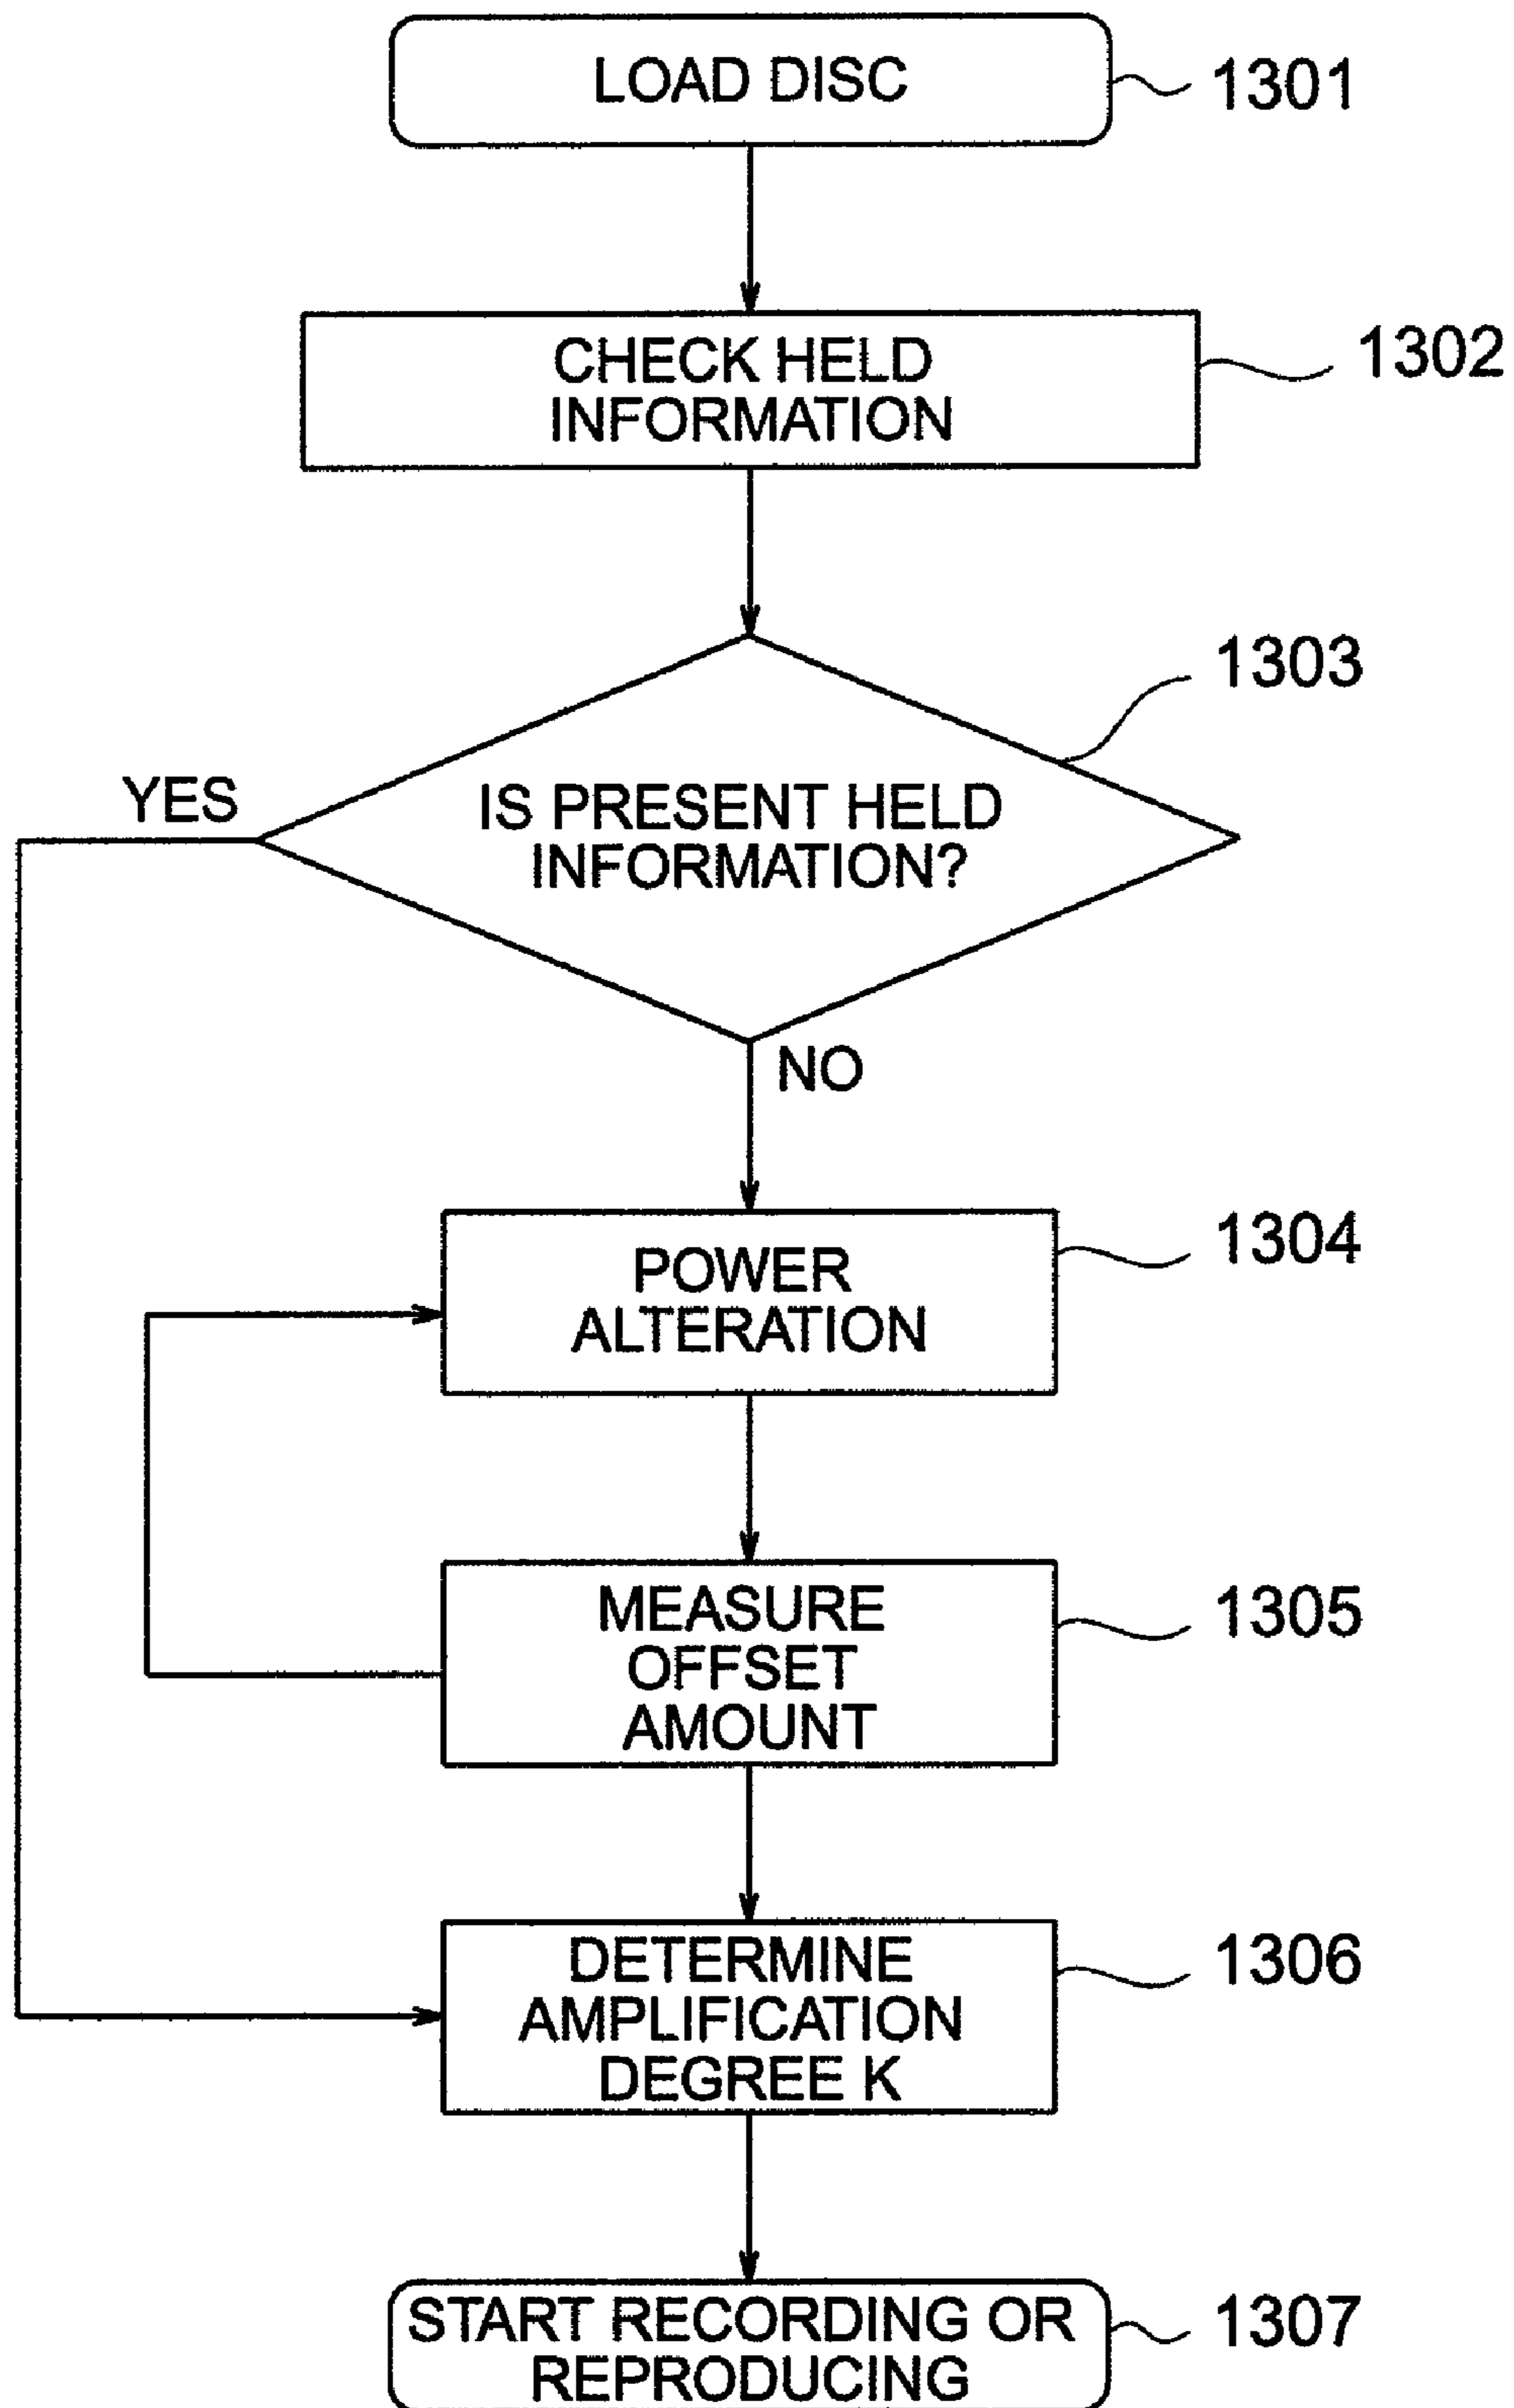 LOAD DISC
1301
CHECK HELD
INFORMATION
1302
1303
YES
IS PRESENT HELD
INFORMATION?
NO
POWER
ALTERATION
1304
MEASURE
OFFSET
AMOUNT
1305
DETERMINE
AMPLIFICATION
DEGREE K
1306
START RECORDING OR
REPRODUCING
1307